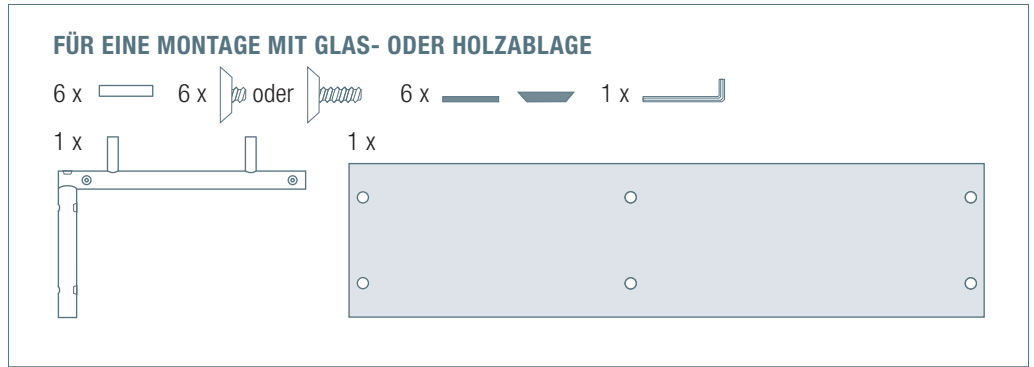 FÜR EINE MONTAGE MIT GLAS- ODER HOLZABLAGE
6 x 6 x oder 6 x 1 x
1 x 1 x